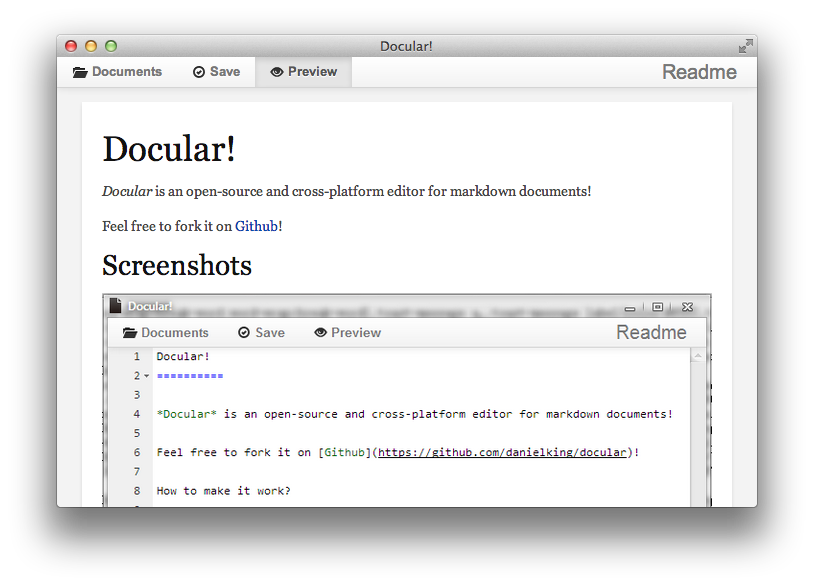 Docular!
Documents Save Preview Readme
Docular!
Docular is an open-source and cross-platform editor for markdown documents!
Feel free to fork it on Github!
Screenshots
Docular!
Documents Save Preview Readme
1 Docular!
2 ==========
3
4 *Docular* is an open-source and cross-platform editor for markdown documents!
5
6 Feel free to fork it on [Github](https://github.com/danielking/docular)!
7
8 How to make it work?